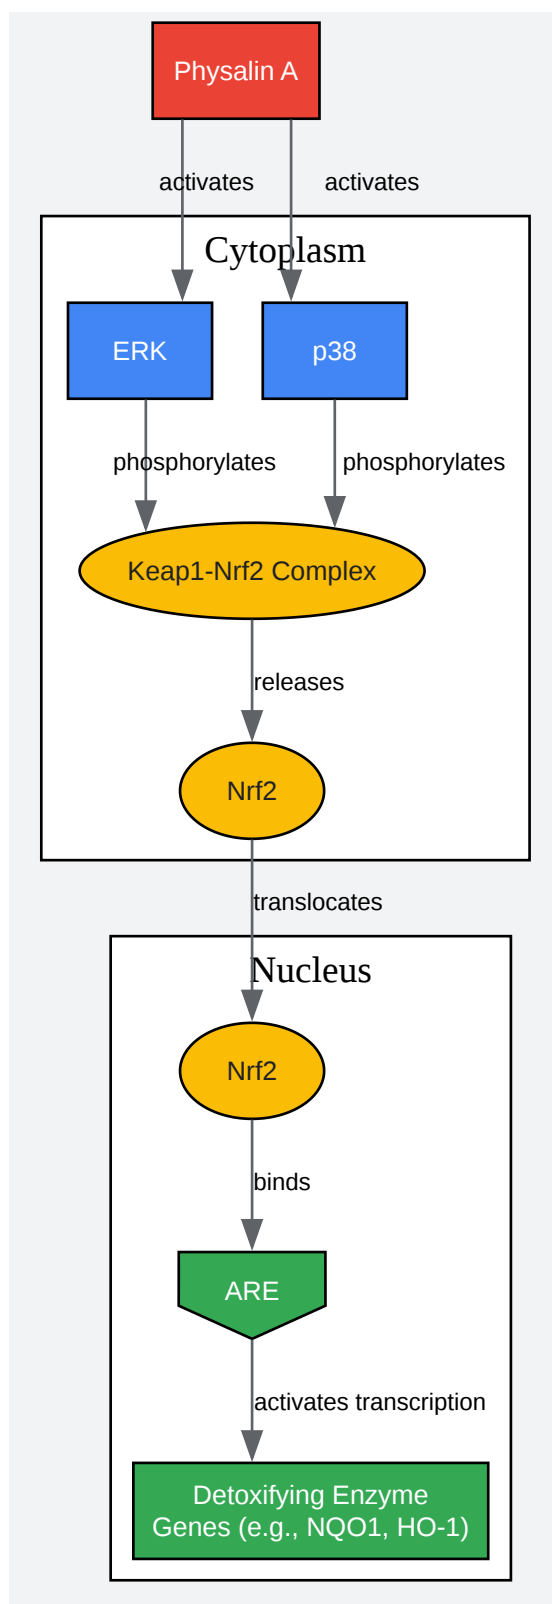 Physalin A
activates
activates
Cytoplasm
ERK
p38
phosphorylates
phosphorylates
Keap1-Nrf2 Complex
releases
Nrf2
translocates
Nucleus
Nrf2
binds
ARE
activates transcription
Detoxifying Enzyme
Genes (e.g., NQO1, HO-1)